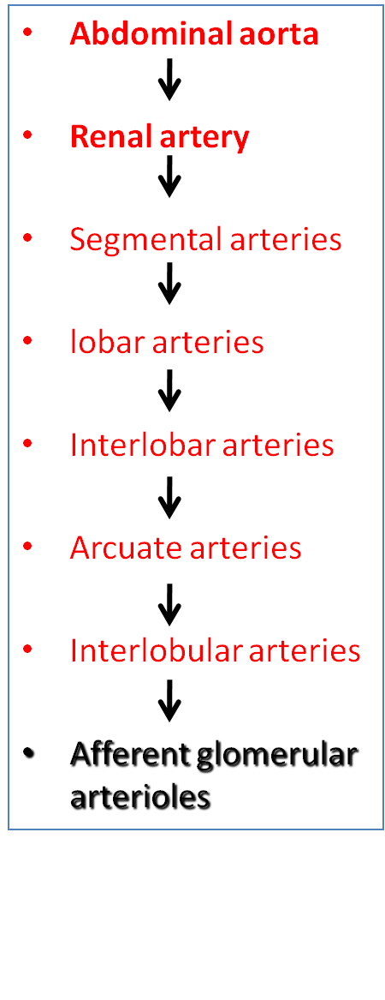 • Abdominal aorta
• Renal artery
• Segmental arteries
• lobar arteries
• Interlobar arteries
• Arcuate arteries
• Interlobular arteries
• Afferent glomerular
arterioles